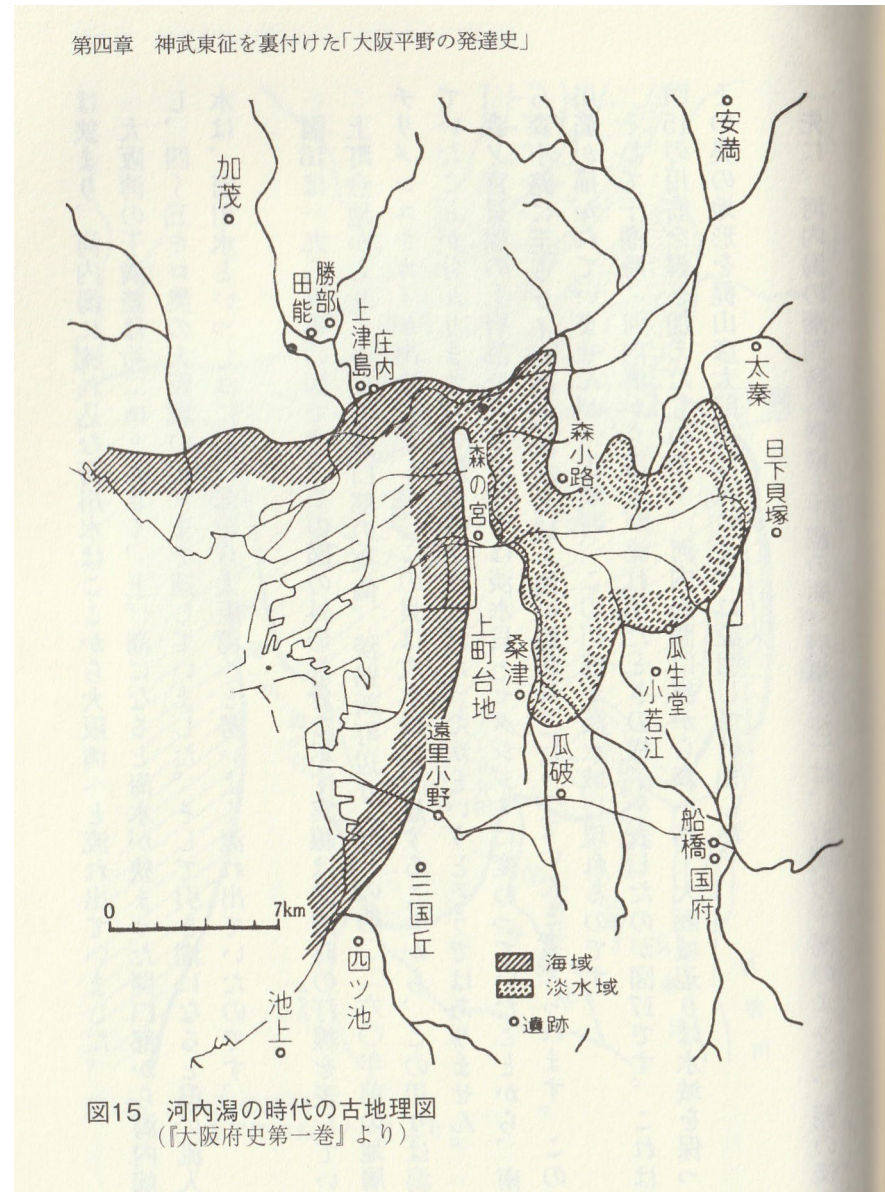 第四章　神武東征を裏付けた「大阪平野の発達史」
安満
加茂
勝部
田能
上津島
庄内
太秦
森小路
日下貝塚
森の宮
上町台地
桑津
瓜生堂
小若江
瓜破
遠里小野
船橋
国府
三国丘
0
7km
四ツ池
池上
海域
淡水域
遺跡
図15　河内潟の時代の古地理図
(『大阪府史第一巻』より)